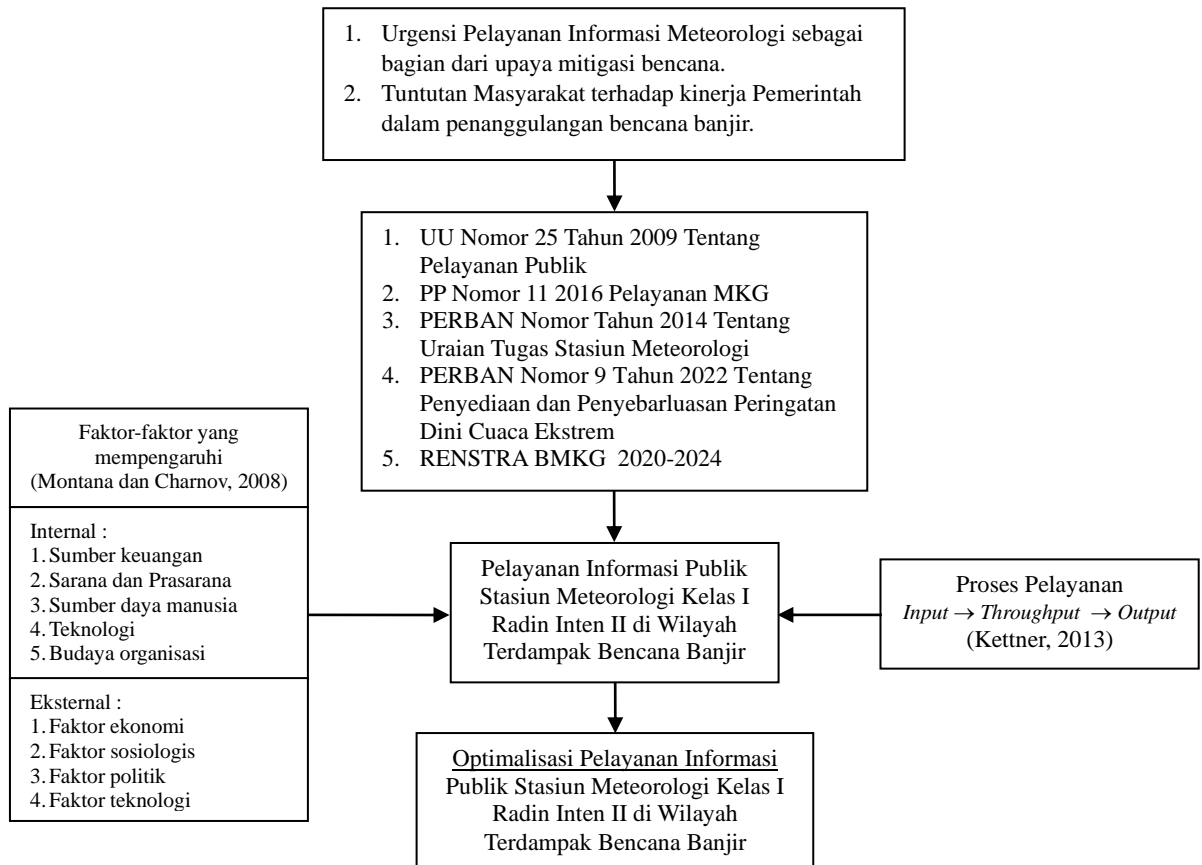 1. Urgensi Pelayanan Informasi Meteorologi sebagai
bagian dari upaya mitigasi bencana.
2. Tuntutan Masyarakat terhadap kinerja Pemerintah
dalam penanggulangan bencana banjir.
1. UU Nomor 25 Tahun 2009 Tentang
Pelayanan Publik
2. PP Nomor 11 2016 Pelayanan MKG
3. PERBAN Nomor Tahun 2014 Tentang
Uraian Tugas Stasiun Meteorologi
4. PERBAN Nomor 9 Tahun 2022 Tentang
Penyediaan dan Penyebarluasan Peringatan
Dini Cuaca Ekstrem
5. RENSTRA BMKG 2020-2024
Faktor-faktor yang
mempengaruhi
(Montana dan Charnov, 2008)
Internal :
1. Sumber keuangan
2. Sarana dan Prasarana
3. Sumber daya manusia
4. Teknologi
5. Budaya organisasi
Eksternal :
1. Faktor ekonomi
2. Faktor sosiologis
3. Faktor politik
4. Faktor teknologi
Pelayanan Informasi Publik
Stasiun Meteorologi Kelas I
Radin Inten II di Wilayah
Terdampak Bencana Banjir
Proses Pelayanan
Input → Throughput → Output
(Kettner, 2013)
Optimalisasi Pelayanan Informasi
Publik Stasiun Meteorologi Kelas I
Radin Inten II di Wilayah
Terdampak Bencana Banjir